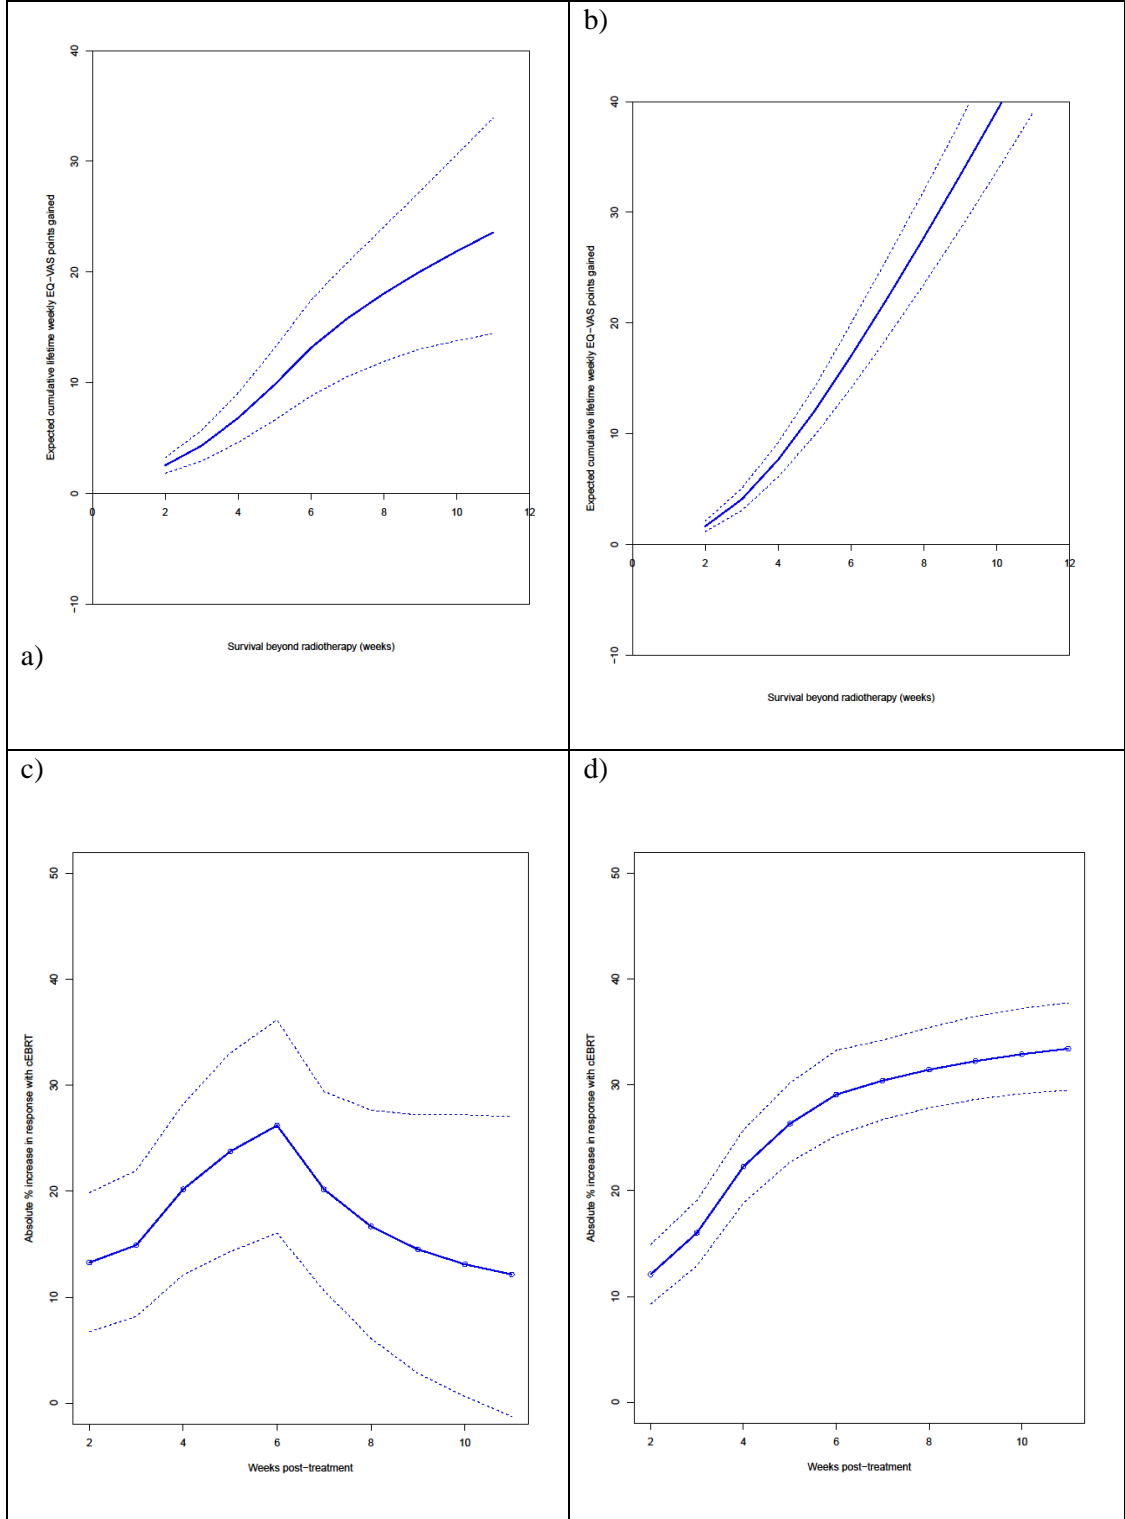 40
30
20
10
0
−10
Expected cumulative lifetime weekly EQ−VAS points gained
0 2 4 6 8 10 12
Survival beyond radiotherapy (weeks)
a)
b)
40
30
20
10
0
−10
Expected cumulative lifetime weekly EQ−VAS points gained
0 2 4 6 8 10 12
Survival beyond radiotherapy (weeks)
c)
50
40
30
20
10
0
Absolute % increase in response with cEBRT
2 4 6 8 10
Weeks post−treatment
d)
50
40
30
20
10
0
Absolute % increase in response with cEBRT
2 4 6 8 10
Weeks post−treatment